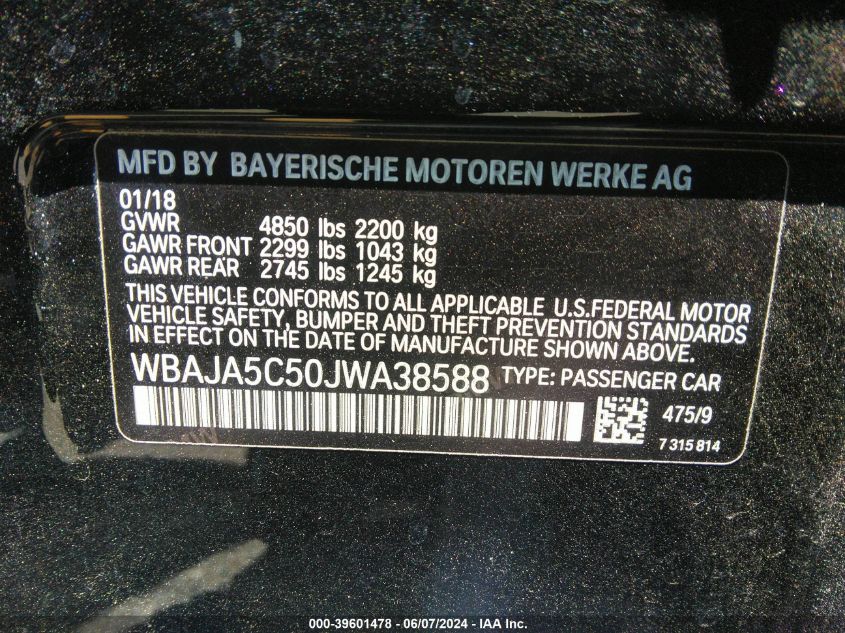 MFD BY BAYERISCHE MOTOREN WERKE AG
01/18
GVWR 4850 lbs 2200 kg
GAWR FRONT 2299 lbs 1043 kg
GAWR REAR 2745 lbs 1245 kg
THIS VEHICLE CONFORMS TO ALL APPLICABLE U.S.FEDERAL MOTOR
VEHICLE SAFETY, BUMPER AND THEFT PREVENTION STANDARDS
IN EFFECT ON THE DATE OF MANUFACTURE SHOWN ABOVE.
WBAJA5C50JWA38588 TYPE: PASSENGER CAR
475/9
7 315 814
000-39601478 - 06/07/2024 - IAA Inc.